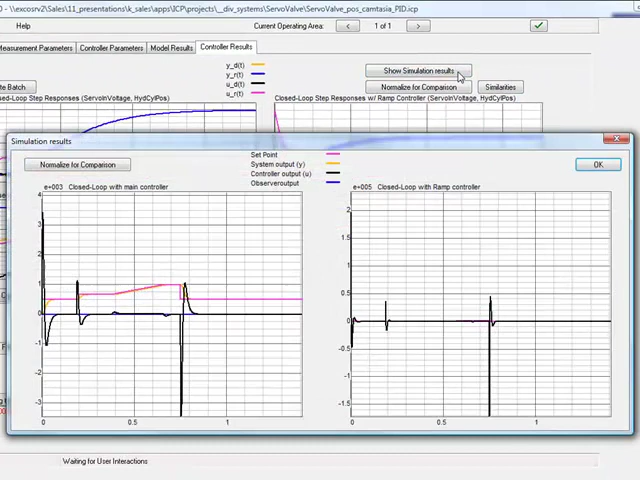 0 - \\excosrv2\Sales\11_presentations\k_sales\apps\ICP\projects\__div_systems\ServoValve\ServoValve_pos_camtasia_PID.icp
Help
Current Operating Area:
<
1 of 1
>
Measurement Parameters
Controller Parameters
Model Results
Controller Results
y_d(t)
y_r(t)
u_d(t)
u_r(t)
Show Simulation results
Normalize for Comparison
Similarities
te Batch
Closed-Loop Step Responses (ServoInVoltage, HydCylPos)
Closed-Loop Step Responses w/ Ramp Controller (ServoInVoltage, HydCylPos)
Simulation results
Normalize for Comparison
Set Point
System output (y)
Controller output (u)
Observeroutput
OK
e+003 Closed-Loop with main controller
4
3
2
1
0
-1
-2
-3
0
0.5
1
e+005 Closed-Loop with Ramp controller
2
1.5
1
0.5
0
-0.5
-1
-1.5
0
0.5
1
Waiting for User Interactions